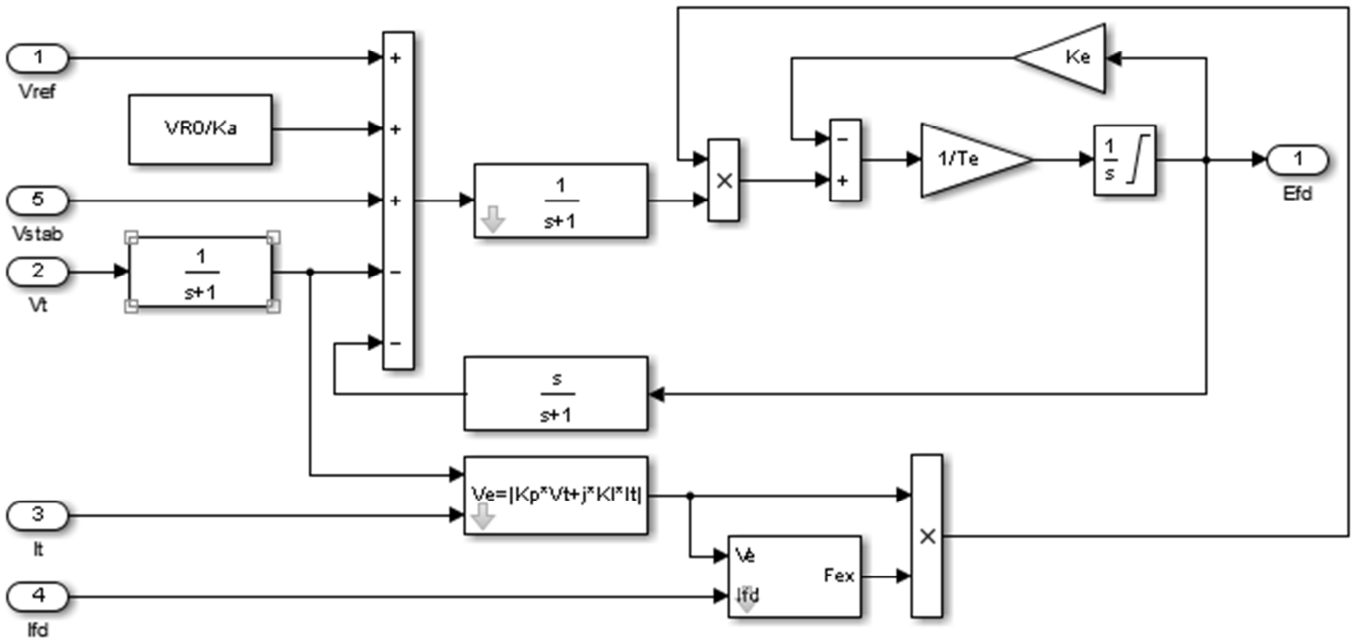 1
Vref
+
VR0/Ka
+
5
Vstab
+
2
Vt
1
s+1
-
-
1
s+1
×
Ke
-
+
1/Te
1
s
1
Efd
s
s+1
3
It
Ve=|Kp*Vt+j*KI*It|
4
Ifd
Ve
Ifd
Fex
×